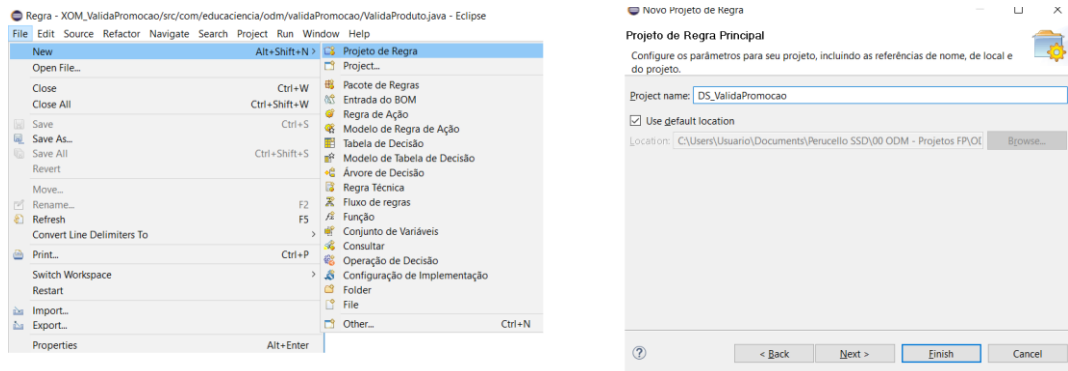 Regra - XOM_ValidaPromocao/src/com/educaciencia/odm/validaPromocao/ValidaProduto.java - Eclipse
File Edit Source Refactor Navigate Search Project Run Window Help
New Alt+Shift+N >
Open File...
Close Ctrl+W
Close All Ctrl+Shift+W
Save Ctrl+S
Save As...
Save All Ctrl+Shift+S
Revert
Move...
Rename... F2
Refresh F5
Convert Line Delimiters To >
Print... Ctrl+P
Switch Workspace >
Restart
Import...
Export...
Properties Alt+Enter
Projeto de Regra
Project...
Pacote de Regras
Entrada do BOM
Regra de Ação
Modelo de Regra de Ação
Tabela de Decisão
Modelo de Tabela de Decisão
Árvore de Decisão
Regra Técnica
Fluxo de regras
Função
Conjunto de Variáveis
Consultar
Operação de Decisão
Configuração de Implementação
Folder
File
Other... Ctrl+N
Novo Projeto de Regra
Projeto de Regra Principal
Configure os parâmetros para seu projeto, incluindo as referências de nome, de local e
do projeto.
Project name: DS_ValidaPromocao
Use default location
Location: C:\Users\Usuario\Documents\Perucello SSD\00 ODM - Projetos FP\OI Browse...
< Back Next > Finish Cancel